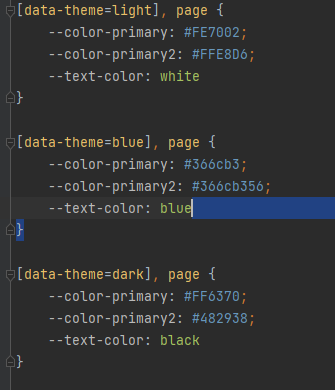 [data-theme=light], page {
--color-primary: #FE7002;
--color-primary2: #FFE8D6;
--text-color: white
}
[data-theme=blue], page {
--color-primary: #366cb3;
--color-primary2: #366cb356;
--text-color: blue
}
[data-theme=dark], page {
--color-primary: #FF6370;
--color-primary2: #482938;
--text-color: black
}